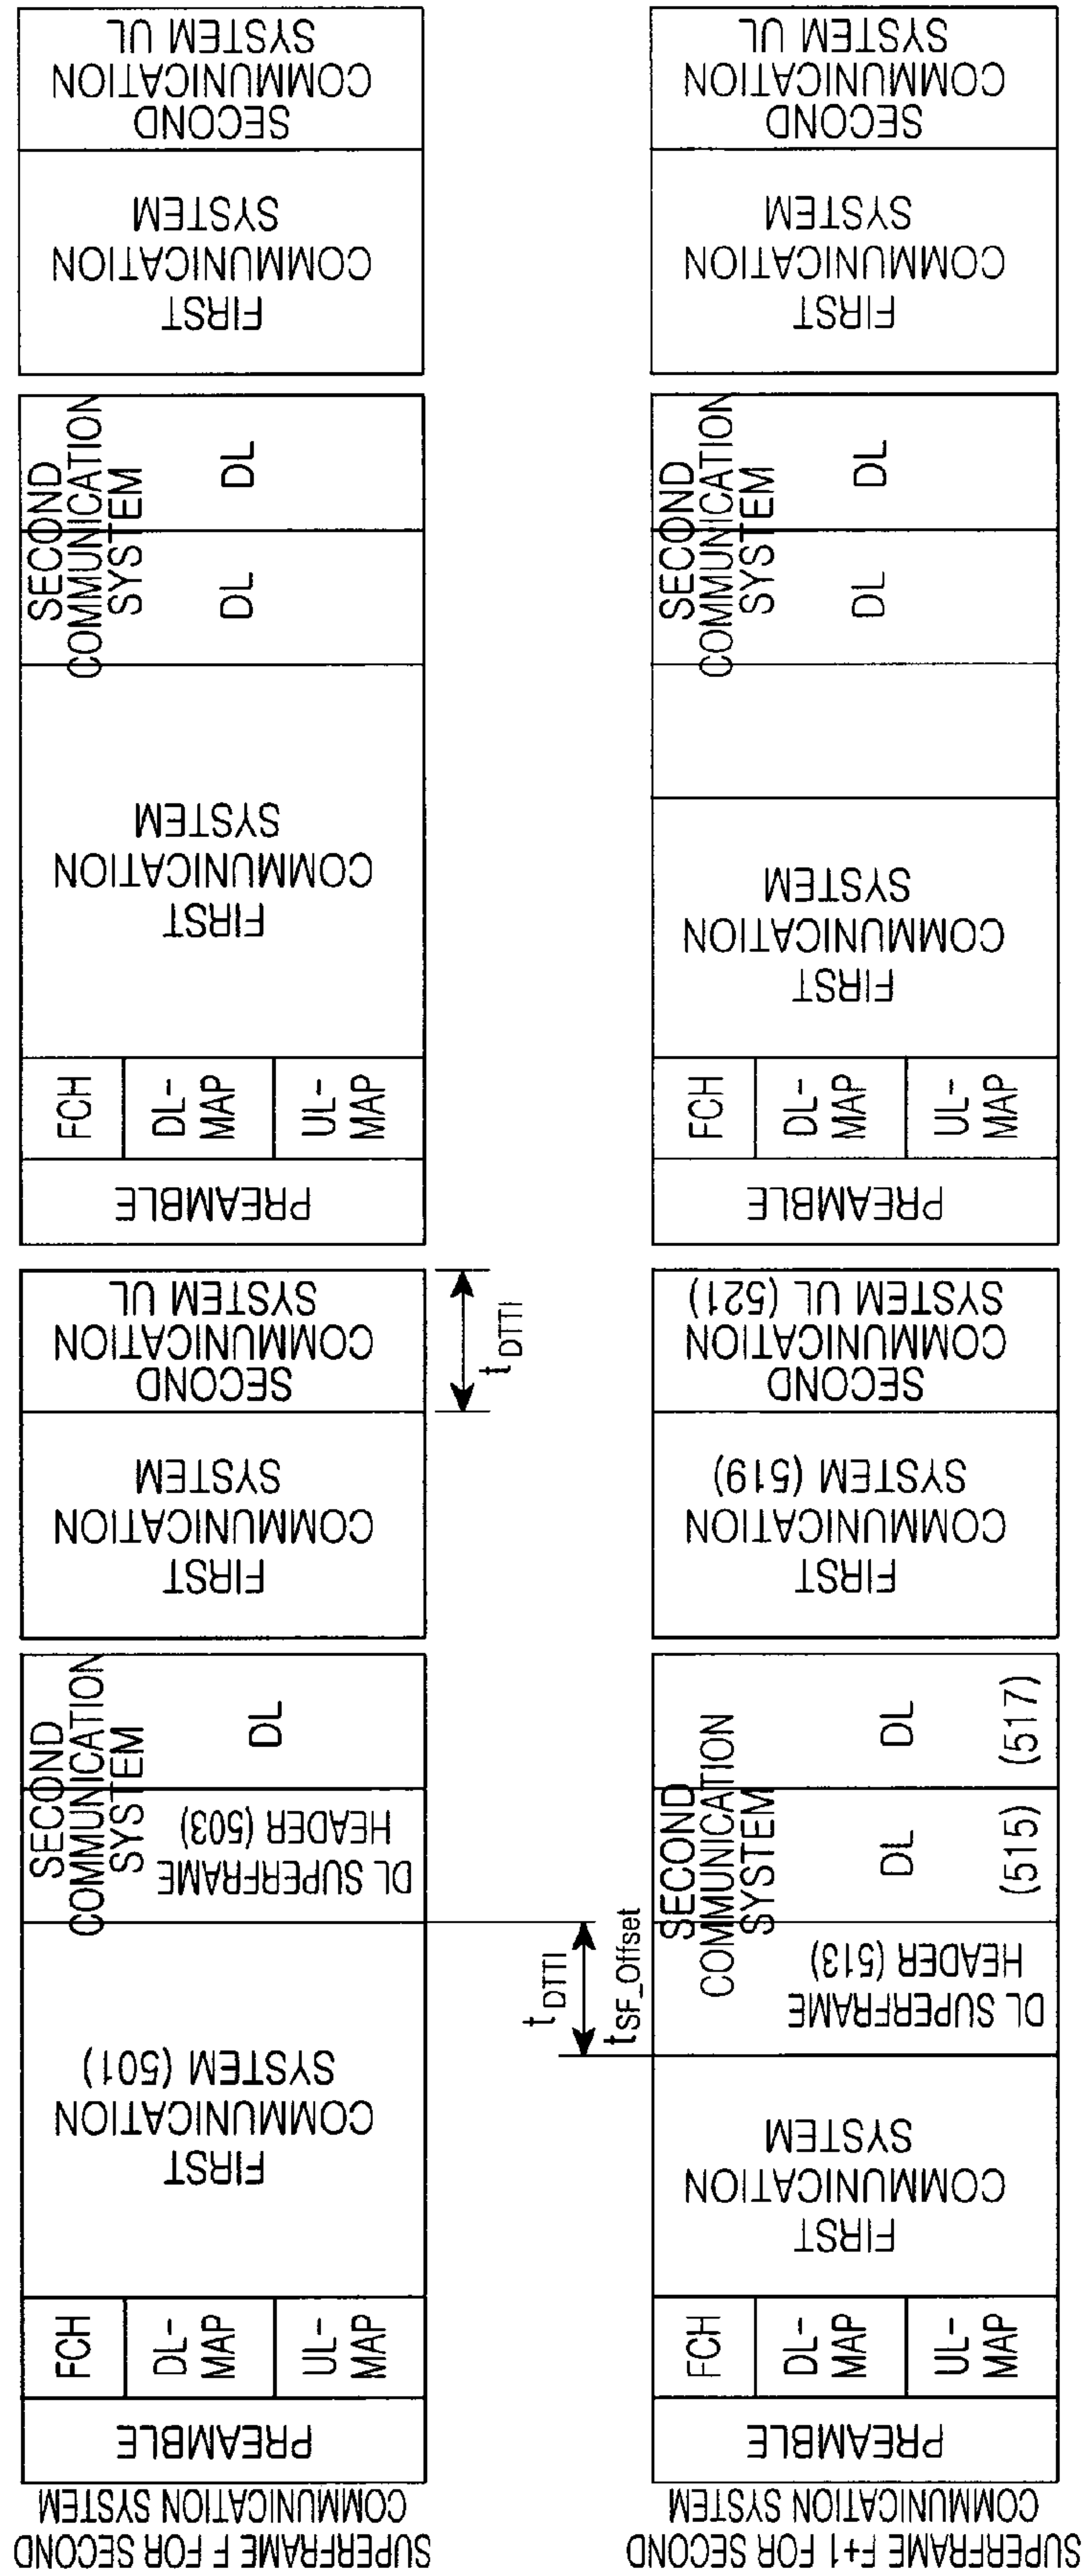 SUPERFRAME F FOR SECOND
COMMUNICATION SYSTEM
PREAMBLE
FCH
DL-
MAP
UL-
MAP
FIRST
COMMUNICATION
SYSTEM (501)
SECOND
COMMUNICATION
SYSTEM
DL SUPERFRAME
HEADER (503)
DL
FIRST
COMMUNICATION
SYSTEM
SECOND
COMMUNICATION
SYSTEM UL
PREAMBLE
FCH
DL-
MAP
UL-
MAP
FIRST
COMMUNICATION
SYSTEM
SECOND
COMMUNICATION
SYSTEM
DL
DL
FIRST
COMMUNICATION
SYSTEM
SECOND
COMMUNICATION
SYSTEM UL
tDTTI
tDTTI
tSF_Offset
SUPERFRAME F+1 FOR SECOND
COMMUNICATION SYSTEM
PREAMBLE
FCH
DL-
MAP
UL-
MAP
FIRST
COMMUNICATION
SYSTEM
SECOND
COMMUNICATION
SYSTEM
DL SUPERFRAME
HEADER (513)
DL
(515)
DL
(517)
FIRST
COMMUNICATION
SYSTEM (519)
SECOND
COMMUNICATION
SYSTEM UL (521)
PREAMBLE
FCH
DL-
MAP
UL-
MAP
FIRST
COMMUNICATION
SYSTEM
SECOND
COMMUNICATION
SYSTEM
DL
DL
FIRST
COMMUNICATION
SYSTEM
SECOND
COMMUNICATION
SYSTEM UL